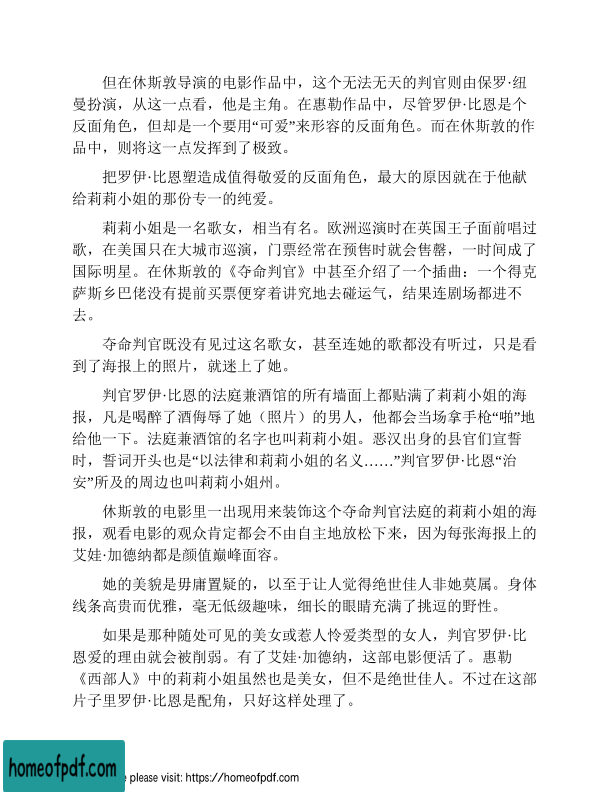 但在休斯敦导演的电影作品中，这个无法无天的判官则由保罗·纽
曼扮演，从这一点看，他是主角。在惠勒作品中，尽管罗伊·比恩是个
反面角色，但却是一个要用“可爱”来形容的反面角色。而在休斯敦的作
品中，则将这一点发挥到了极致。
把罗伊·比恩塑造成值得敬爱的反面角色，最大的原因就在于他献
给莉莉小姐的那份专一的纯爱。
莉莉小姐是一名歌女，相当有名。欧洲巡演时在英国王子面前唱过
歌，在美国只在大城市巡演，门票经常在预售时就会售罄，一时间成了
国际明星。在休斯敦的《夺命判官》中甚至介绍了一个插曲：一个得克
萨斯乡巴佬没有提前买票便穿着讲究地去碰运气，结果连剧场都进不
去。
夺命判官既没有见过这名歌女，甚至连她的歌都没有听过，只是看
到了海报上的照片，就迷上了她。
判官罗伊·比恩的法庭兼酒馆的所有墙面上都贴满了莉莉小姐的海
报，凡是喝醉了酒侮辱了她（照片）的男人，他都会当场拿手枪“啪”地
给他一下。法庭兼酒馆的名字也叫莉莉小姐。恶汉出身的县官们宣誓
时，誓词开头也是“以法律和莉莉小姐的名义……”判官罗伊·比恩“治
安”所及的周边也叫莉莉小姐州。
休斯敦的电影里一出现用来装饰这个夺命判官法庭的莉莉小姐的海
报，观看电影的观众肯定都会不由自主地放松下来，因为每张海报上的
艾娃·加德纳都是颜值巅峰面容。
她的美貌是毋庸置疑的，以至于让人觉得绝世佳人非她莫属。身体
线条高贵而优雅，毫无低级趣味，细长的眼睛充满了挑逗的野性。
如果是那种随处可见的美女或惹人怜爱类型的女人，判官罗伊·比
恩爱的理由就会被削弱。有了艾娃·加德纳，这部电影便活了。惠勒
《西部人》中的莉莉小姐虽然也是美女，但不是绝世佳人。不过在这部
片子里罗伊·比恩是配角，只好这样处理了。
homeofpdf.com
e please visit: https://homeofpdf.com